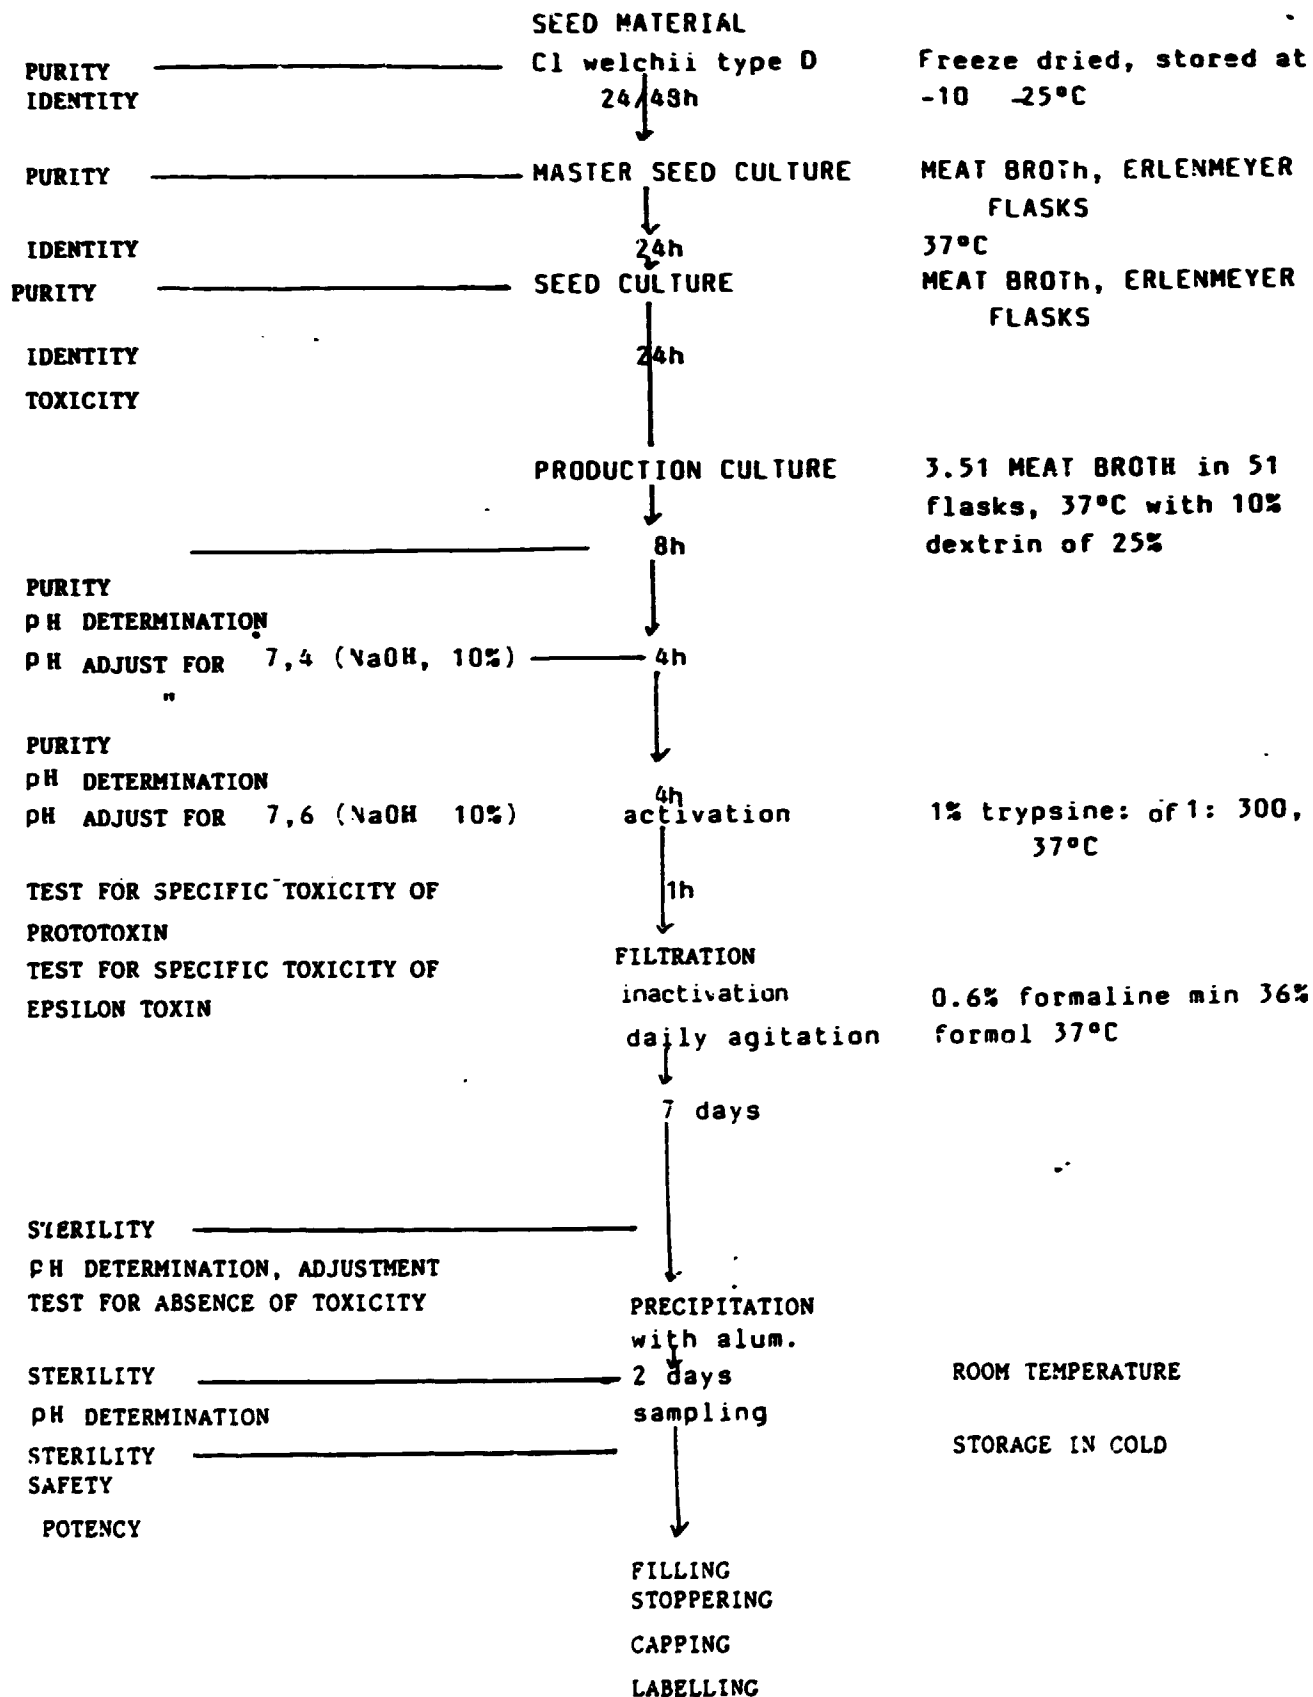 SEED MATERIAL
PURITY Cl welchii type D Freeze dried, stored at
IDENTITY 24/48h -10 -25°C
PURITY MASTER SEED CULTURE MEAT BROTh, ERLENMEYER
FLASKS
IDENTITY 24h 37°C
PURITY SEED CULTURE MEAT BROTh, ERLENMEYER
FLASKS
IDENTITY 24h
TOXICITY
PRODUCTION CULTURE 3.5l MEAT BROTH in 5l
flasks, 37°C with 10%
8h dextrin of 25%
PURITY
pH DETERMINATION
pH ADJUST FOR 7,4 (NaOH, 10%) 4h
"
PURITY
pH DETERMINATION
4h
pH ADJUST FOR 7,6 (NaOH 10%) activation 1% trypsine: of 1: 300,
37°C
TEST FOR SPECIFIC TOXICITY OF 1h
PROTOTOXIN
FILTRATION
TEST FOR SPECIFIC TOXICITY OF
EPSILON TOXIN inactivation 0.6% formaline min 36%
daily agitation formol 37°C
7 days
STERILITY
pH DETERMINATION, ADJUSTMENT
TEST FOR ABSENCE OF TOXICITY PRECIPITATION
with alum.
STERILITY 2 days ROOM TEMPERATURE
pH DETERMINATION sampling
STERILITY STORAGE IN COLD
SAFETY
POTENCY
FILLING
STOPPERING
CAPPING
LABELLING